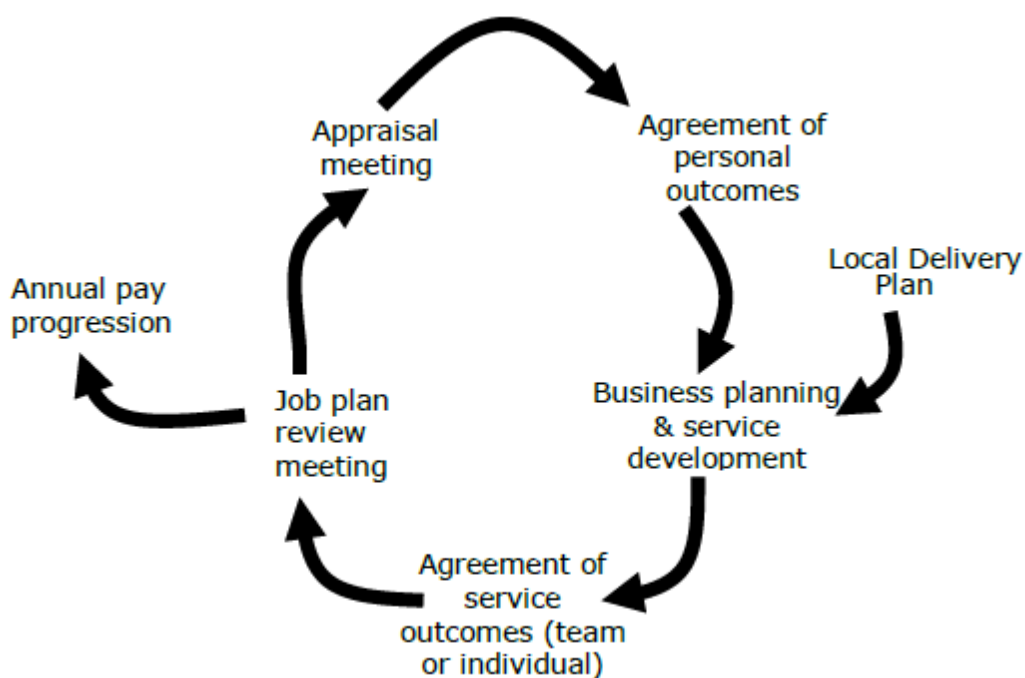 Appraisal
meeting
Agreement of
personal
outcomes
Local Delivery
Plan
Business planning
& service
development
Agreement of
service
outcomes (team
or individual)
Job plan
review
meeting
Annual pay
progression